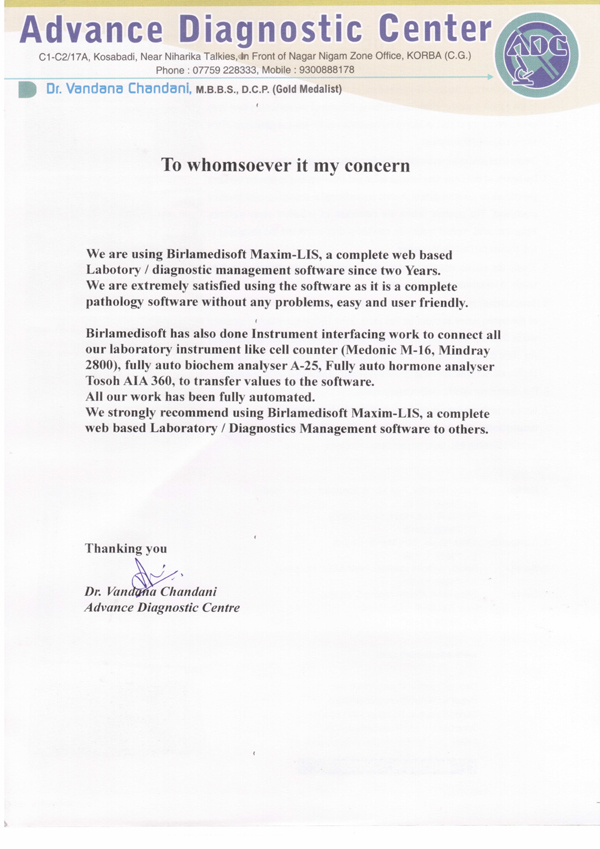 Advance Diagnostic Center
ADC
C1-C2/17A, Kosabadi, Near Niharika Talkies, In Front of Nagar Nigam Zone Office, KORBA (C.G.)
Phone : 07759 228333, Mobile : 9300888178
Dr. Vandana Chandani, M.B.B.S., D.C.P. (Gold Medalist)
To whomsoever it my concern
We are using Birlamedisoft Maxim-LIS, a complete web based
Labotory / diagnostic management software since two Years.
We are extremely satisfied using the software as it is a complete
pathology software without any problems, easy and user friendly.
Birlamedisoft has also done Instrument interfacing work to connect all
our laboratory instrument like cell counter (Medonic M-16, Mindray
2800), fully auto biochem analyser A-25, Fully auto hormone analyser
Tosoh AIA 360, to transfer values to the software.
All our work has been fully automated.
We strongly recommend using Birlamedisoft Maxim-LIS, a complete
web based Laboratory / Diagnostics Management software to others.
Thanking you
Dr. Vandana Chandani
Advance Diagnostic Centre